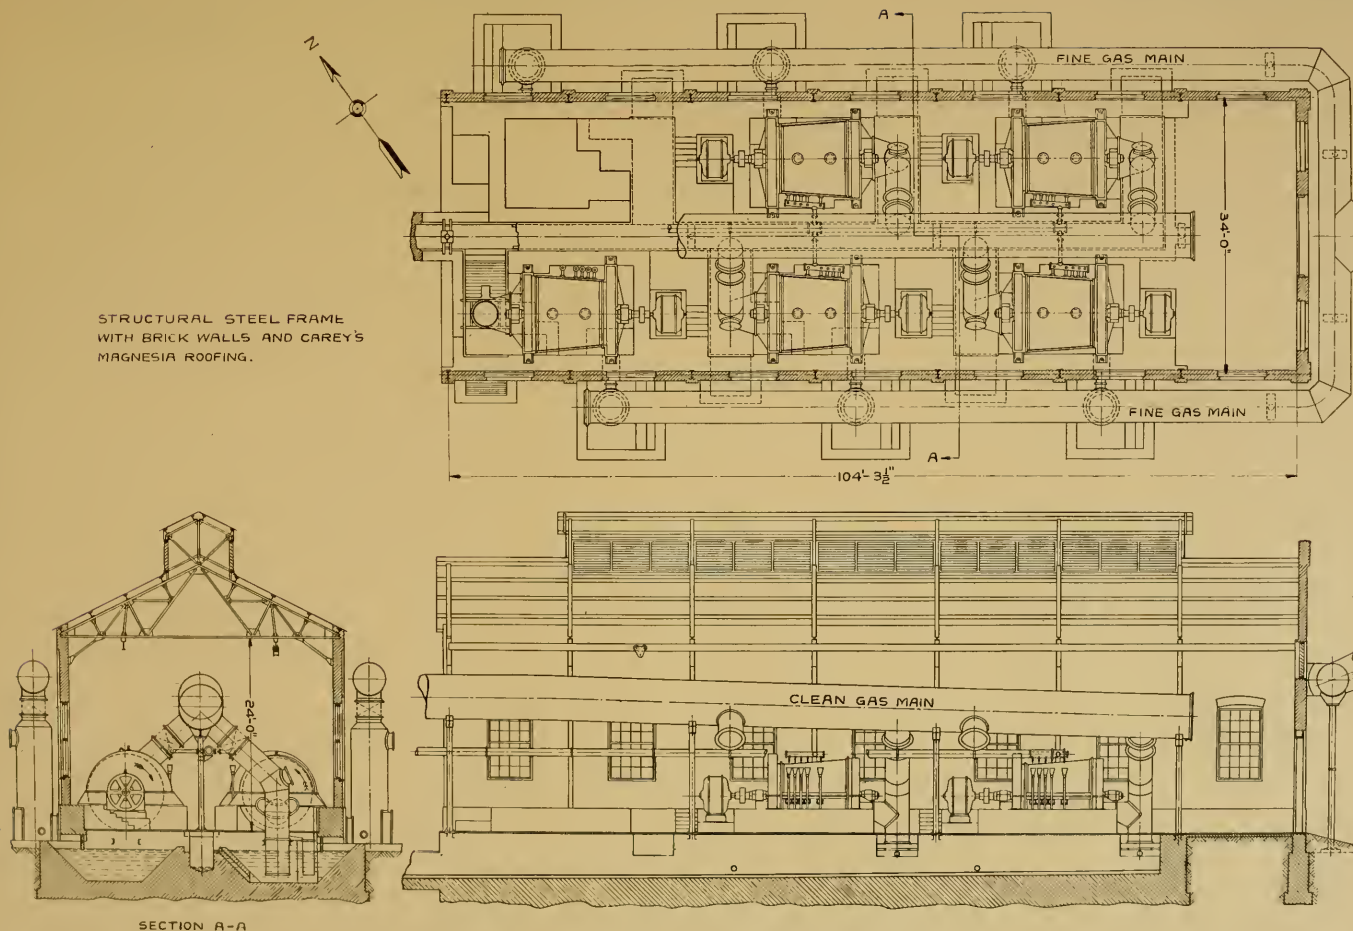 N
A
FINE GAS MAIN
34'-0"
STRUCTURAL STEEL FRAME
WITH BRICK WALLS AND CAREY'S
MAGNESIA ROOFING.
FINE GAS MAIN
A
104'-3½"
CLEAN GAS MAIN
24'-0"
SECTION A-A